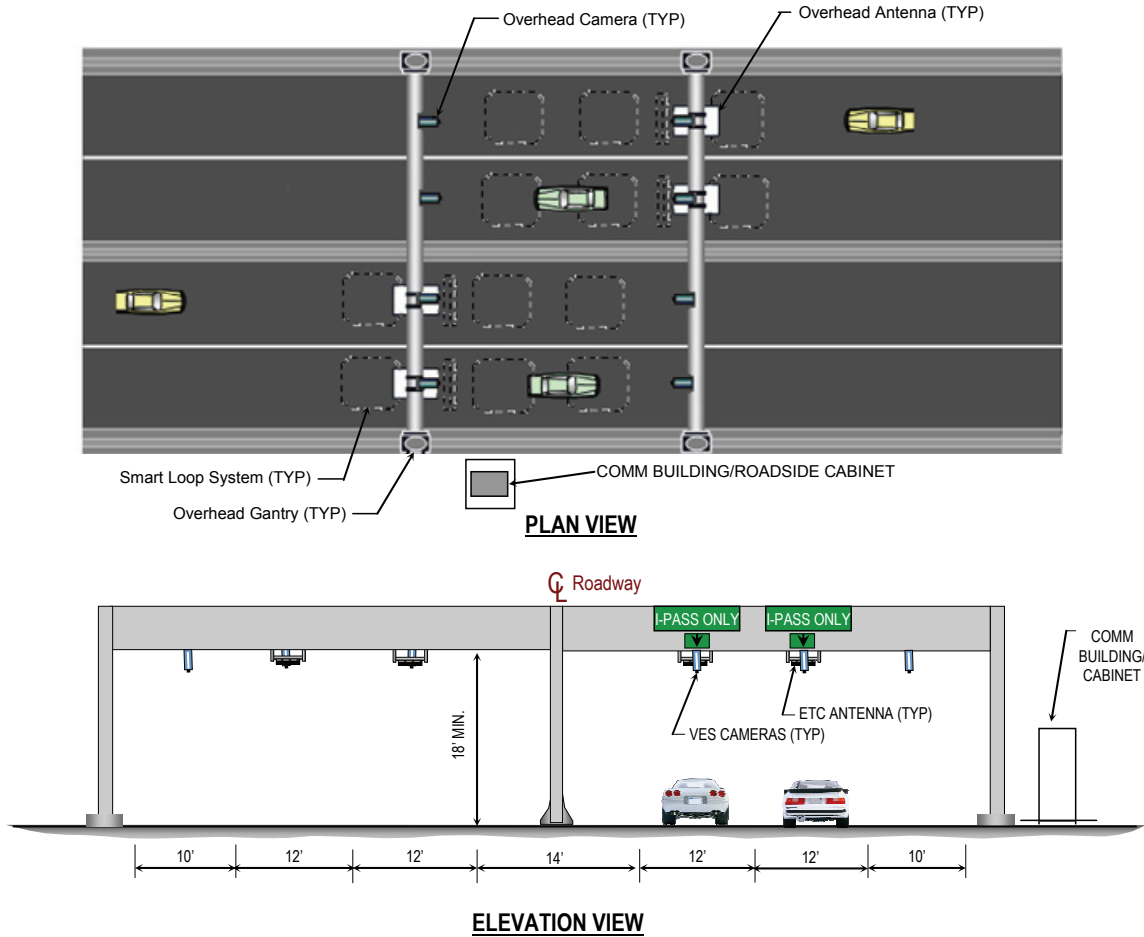 Overhead Camera (TYP)
Overhead Antenna (TYP)
Smart Loop System (TYP)
COMM BUILDING/ROADSIDE CABINET
Overhead Gantry (TYP)
PLAN VIEW
℄ Roadway
I-PASS ONLY
I-PASS ONLY
COMM
BUILDING/
CABINET
18' MIN.
ETC ANTENNA (TYP)
VES CAMERAS (TYP)
10'
12'
12'
14'
12'
12'
10'
ELEVATION VIEW